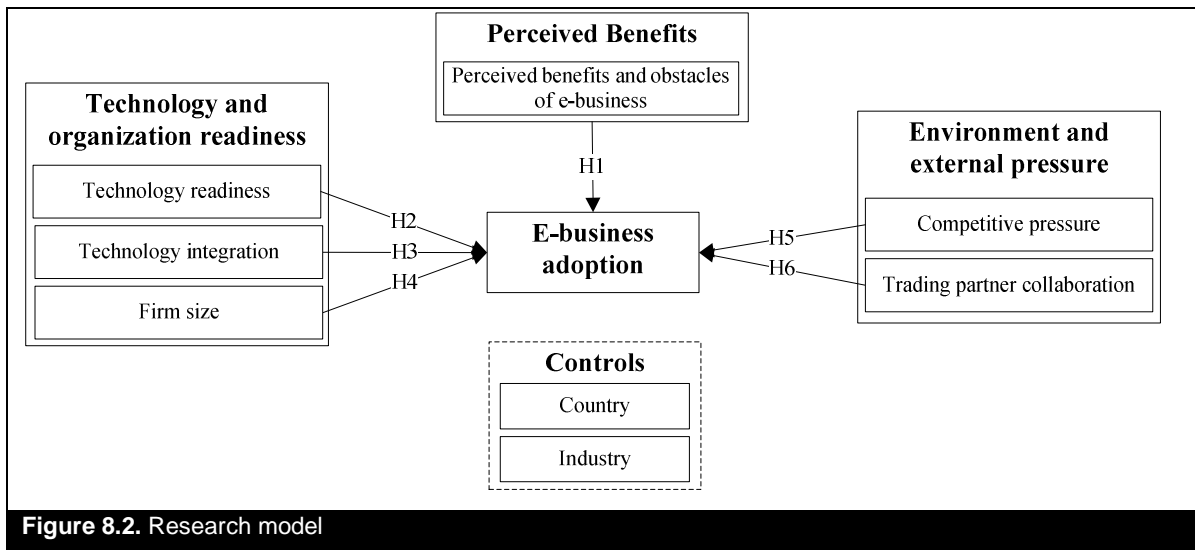 Perceived Benefits
Perceived benefits and obstacles
of e-business
Technology and
organization readiness
Technology readiness
Technology integration
Firm size
H1
H2
H3
H4
E-business
adoption
H5
H6
Environment and
external pressure
Competitive pressure
Trading partner collaboration
Controls
Country
Industry
Figure 8.2. Research model